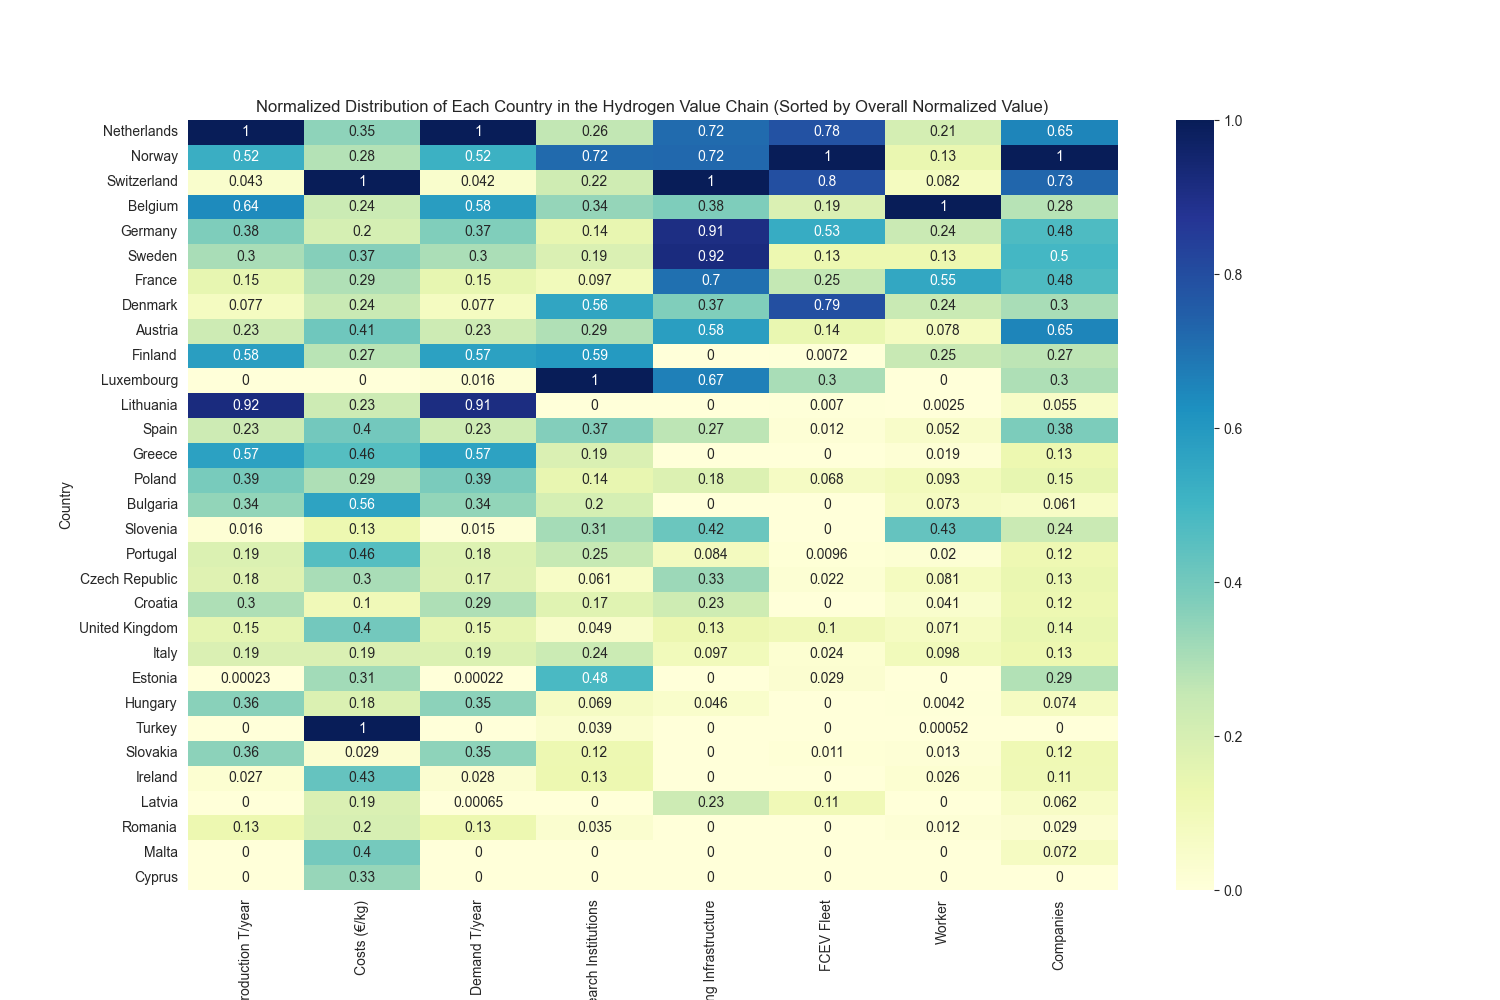 Normalized Distribution of Each Country in the Hydrogen Value Chain (Sorted by Overall Normalized Value)
Netherlands 1 0.35 1 0.26 0.72 0.78 0.21 0.65
Norway 0.52 0.28 0.52 0.72 0.72 1 0.13 1
Switzerland 0.043 1 0.042 0.22 1 0.8 0.082 0.73
Belgium 0.64 0.24 0.58 0.34 0.38 0.19 1 0.28
Germany 0.38 0.2 0.37 0.14 0.91 0.53 0.24 0.48
Sweden 0.3 0.37 0.3 0.19 0.92 0.13 0.13 0.5
France 0.15 0.29 0.15 0.097 0.7 0.25 0.55 0.48
Denmark 0.077 0.24 0.077 0.56 0.37 0.79 0.24 0.3
Austria 0.23 0.41 0.23 0.29 0.58 0.14 0.078 0.65
Finland 0.58 0.27 0.57 0.59 0 0.0072 0.25 0.27
Luxembourg 0 0 0.016 1 0.67 0.3 0 0.3
Lithuania 0.92 0.23 0.91 0 0 0.007 0.0025 0.055
Spain 0.23 0.4 0.23 0.37 0.27 0.012 0.052 0.38
Greece 0.57 0.46 0.57 0.19 0 0 0.019 0.13
Poland 0.39 0.29 0.39 0.14 0.18 0.068 0.093 0.15
Bulgaria 0.34 0.56 0.34 0.2 0 0 0.073 0.061
Slovenia 0.016 0.13 0.015 0.31 0.42 0 0.43 0.24
Portugal 0.19 0.46 0.18 0.25 0.084 0.0096 0.02 0.12
Czech Republic 0.18 0.3 0.17 0.061 0.33 0.022 0.081 0.13
Croatia 0.3 0.1 0.29 0.17 0.23 0 0.041 0.12
United Kingdom 0.15 0.4 0.15 0.049 0.13 0.1 0.071 0.14
Italy 0.19 0.19 0.19 0.24 0.097 0.024 0.098 0.13
Estonia 0.00023 0.31 0.00022 0.48 0 0.029 0 0.29
Hungary 0.36 0.18 0.35 0.069 0.046 0 0.0042 0.074
Turkey 0 1 0 0.039 0 0 0.00052 0
Slovakia 0.36 0.029 0.35 0.12 0 0.011 0.013 0.12
Ireland 0.027 0.43 0.028 0.13 0 0 0.026 0.11
Latvia 0 0.19 0.00065 0 0.23 0.11 0 0.062
Romania 0.13 0.2 0.13 0.035 0 0 0.012 0.029
Malta 0 0.4 0 0 0 0 0 0.072
Cyprus 0 0.33 0 0 0 0 0 0
Country
roduction T/year
Costs (€/kg)
Demand T/year
earch Institutions
ng Infrastructure
FCEV Fleet
Worker
Companies
1.0
0.8
0.6
0.4
0.2
0.0